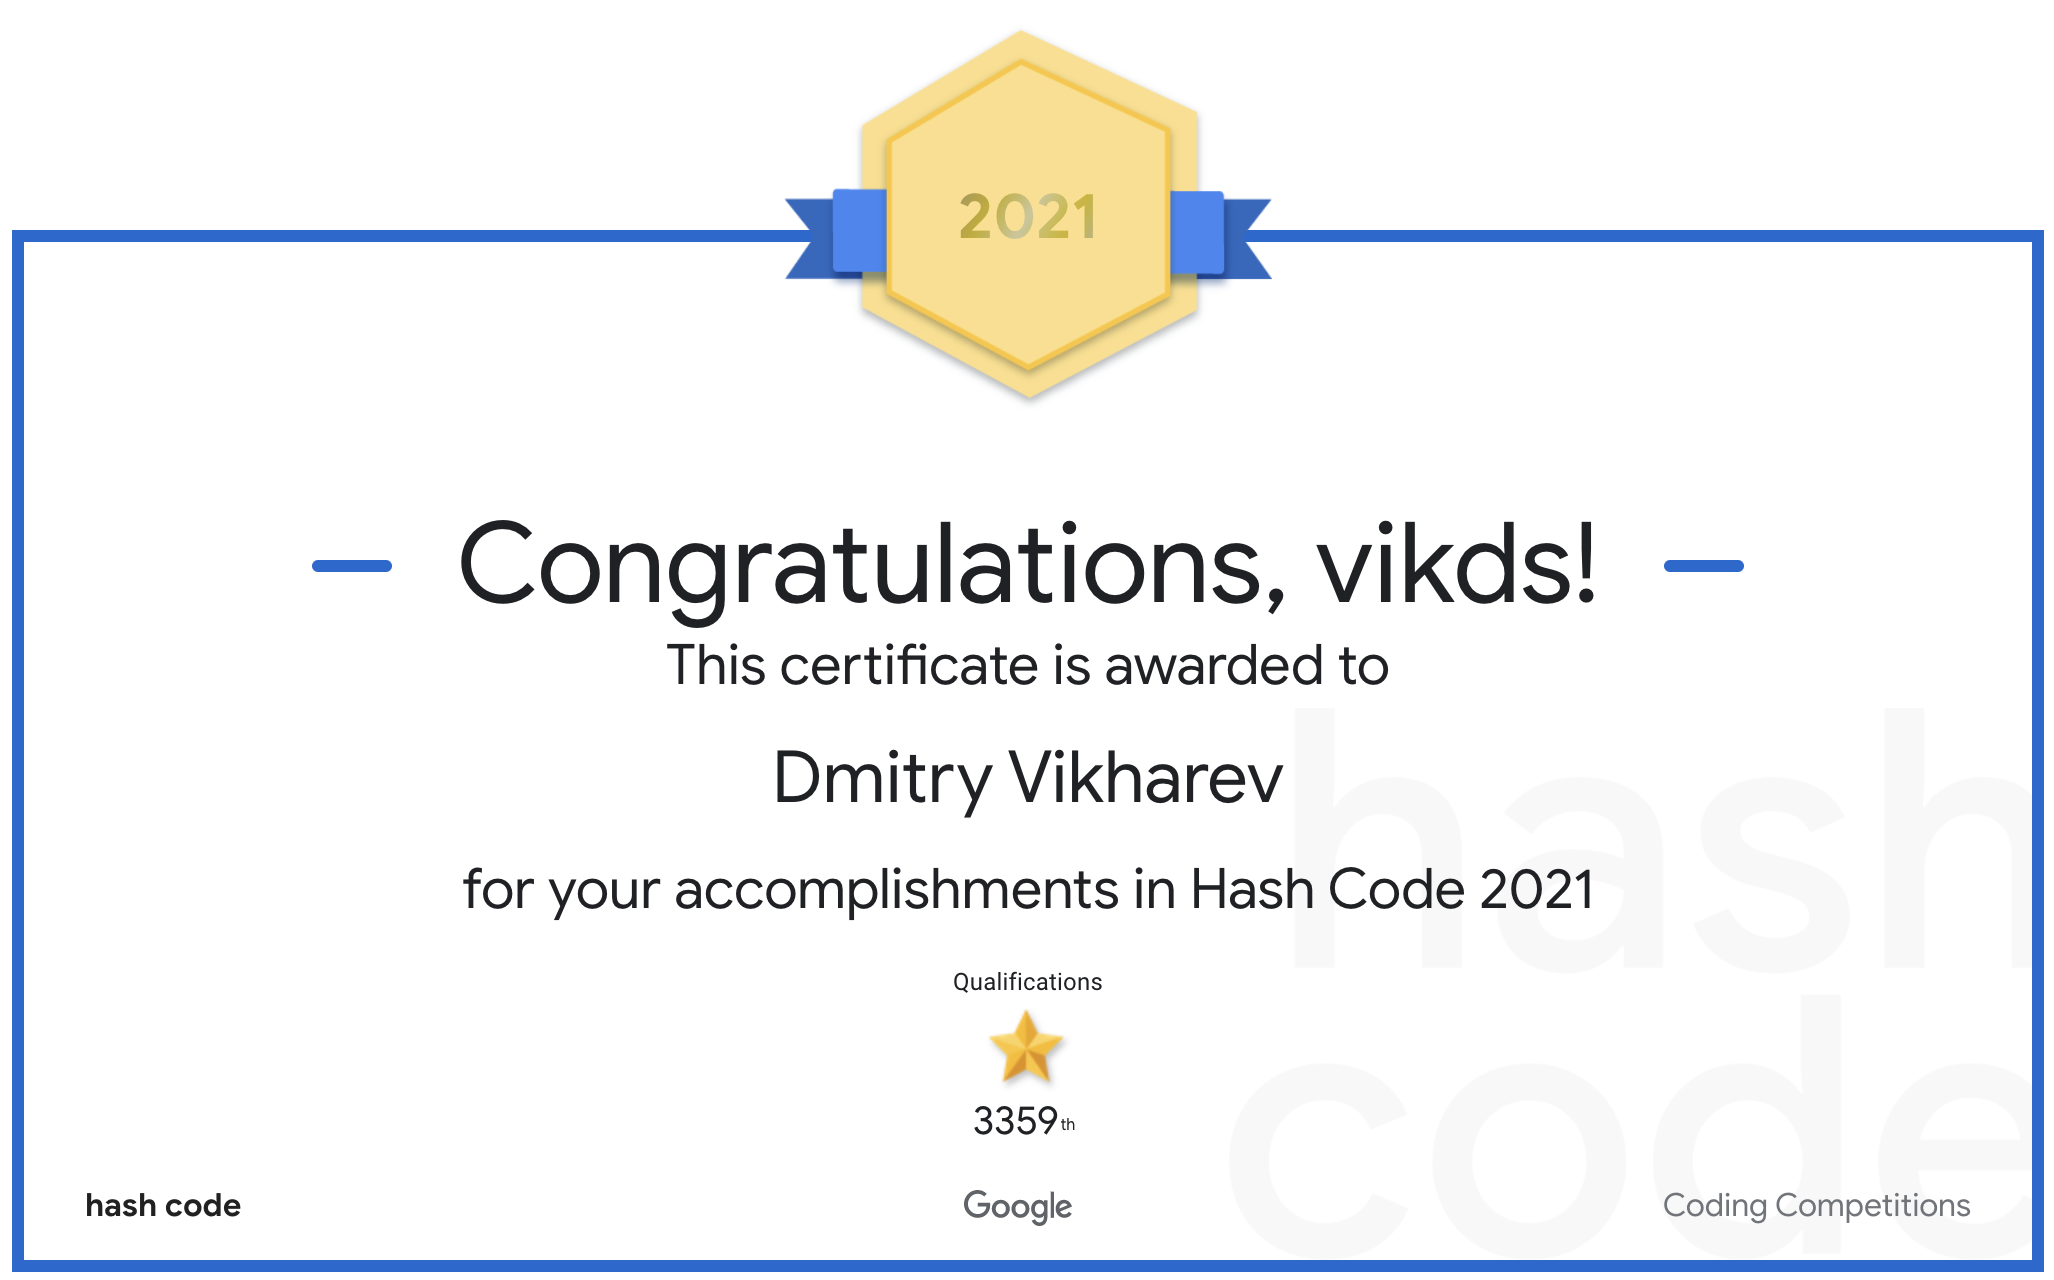 2021
Congratulations, vikds!
This certificate is awarded to
Dmitry Vikharev
for your accomplishments in Hash Code 2021
hash
code
Qualifications
3359th
hash code
Google
Coding Competitions